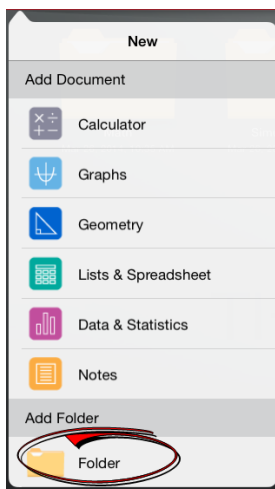 New
Add Document
Calculator
Graphs
Geometry
Lists & Spreadsheet
Data & Statistics
Notes
Add Folder
Folder